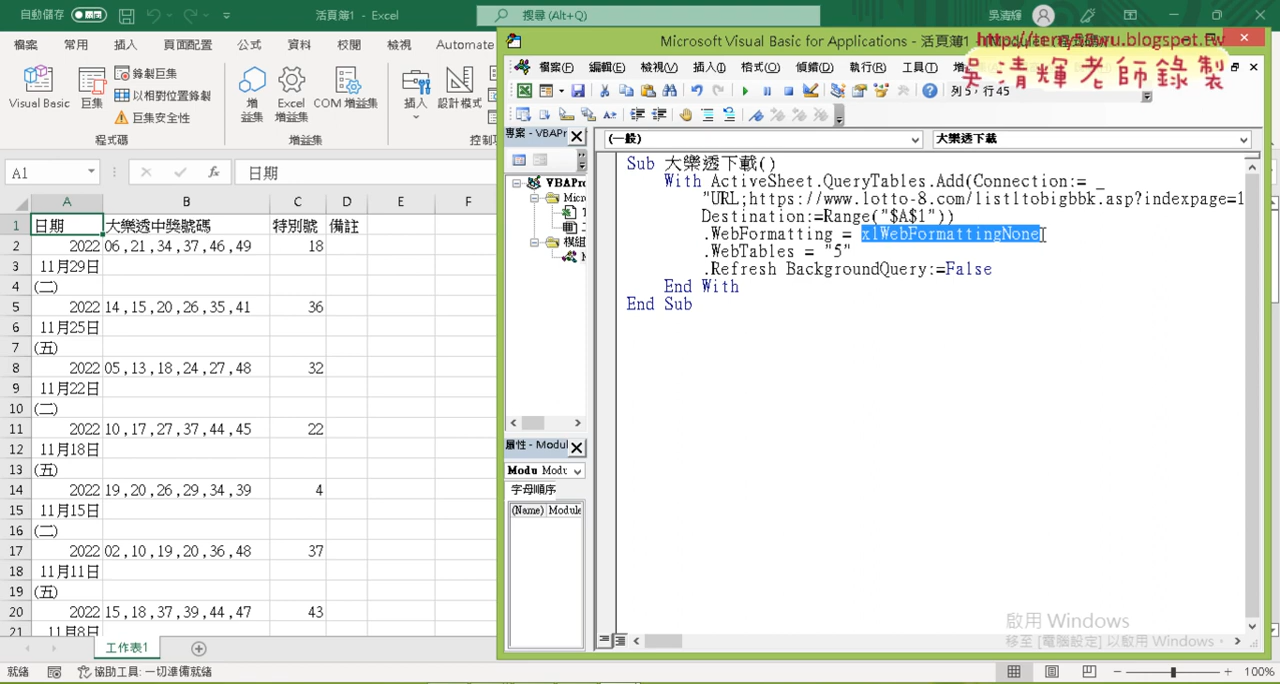 自動儲存
活頁簿1 - Excel
搜尋 (Alt+Q)
吳清輝
檔案 常用 插入 頁面配置 公式 資料 校閱 檢視 Automate
Visual Basic
巨集
錄製巨集
以相對位置錄製
巨集安全性
增益集
Excel 增益集
COM 增益集
插入
設計模式
程式碼
增益集
控制項
A1
日期
A B C D E F
1 日期 大樂透中獎號碼 特別號 備註
2 2022 06,21,34,37,46,49 18
3 11月29日
4 (二)
5 2022 14,15,20,26,35,41 36
6 11月25日
7 (五)
8 2022 05,13,18,24,27,48 32
9 11月22日
10 (二)
11 2022 10,17,27,37,44,45 22
12 11月18日
13 (五)
14 2022 19,20,26,29,34,39 4
15 11月15日
16 (二)
17 2022 02,10,19,20,36,48 37
18 11月11日
19 (五)
20 2022 15,18,37,39,44,47 43
21 11月8日
工作表1
就緒
協助工具: 一切準備就緒
100%
Microsoft Visual Basic for Applications - 活頁簿1
http://terry58wu.blogspot.tw
吳清輝老師錄製
檔案(F) 編輯(E) 檢視(V) 插入(I) 格式(O) 偵錯(D) 執行(R) 工具(T)
列 5, 行 45
專案 - VBAPro
VBAPro
Micro
模組
屬性 - Modul
Modu Modu
字母順序
(Name) Module
(一般)
大樂透下載
Sub 大樂透下載()
With ActiveSheet.QueryTables.Add(Connection:= _
"URL;https://www.lotto-8.com/listltobigbbk.asp?indexpage=1
Destination:=Range("$A$1"))
.WebFormatting = xlWebFormattingNone
.WebTables = "5"
.Refresh BackgroundQuery:=False
End With
End Sub
啟用 Windows
移至 [電腦設定] 以啟用 Windows。